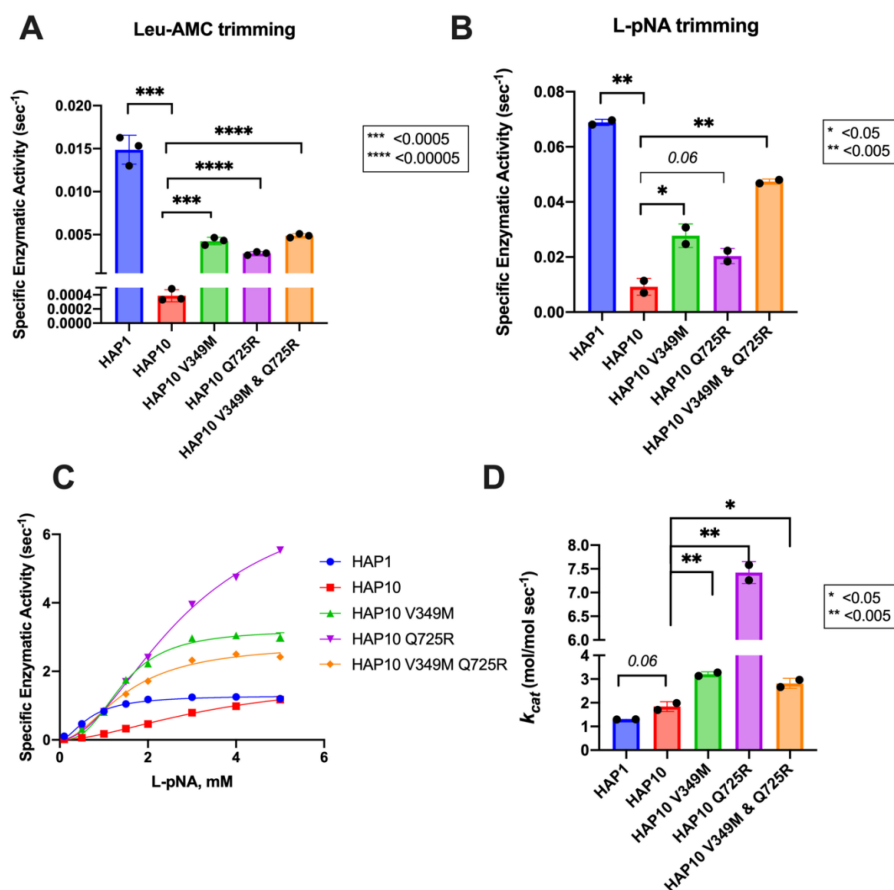 A
Leu-AMC trimming
Specific Enzymatic Activity (sec-1)
0.020
0.015
0.010
0.005
0.0004
0.0002
0.0000
***
****
****
***
*** <0.0005
**** <0.00005
HAP1
HAP10
HAP10 V349M
HAP10 Q725R
HAP10 V349M & Q725R
B
L-pNA trimming
Specific Enzymatic Activity (sec-1)
0.08
0.06
0.04
0.02
0.00
**
**
0.06
*
* <0.05
** <0.005
HAP1
HAP10
HAP10 V349M
HAP10 Q725R
HAP10 V349M & Q725R
C
Specific Enzymatic Activity (sec-1)
6
4
2
0
0
2
4
6
L-pNA, mM
HAP1
HAP10
HAP10 V349M
HAP10 Q725R
HAP10 V349M Q725R
D
kcat (mol/mol sec-1)
8.0
7.5
7.0
6.5
6.0
4
3
2
1
0
*
**
**
0.06
* <0.05
** <0.005
HAP1
HAP10
HAP10 V349M
HAP10 Q725R
HAP10 V349M & Q725R